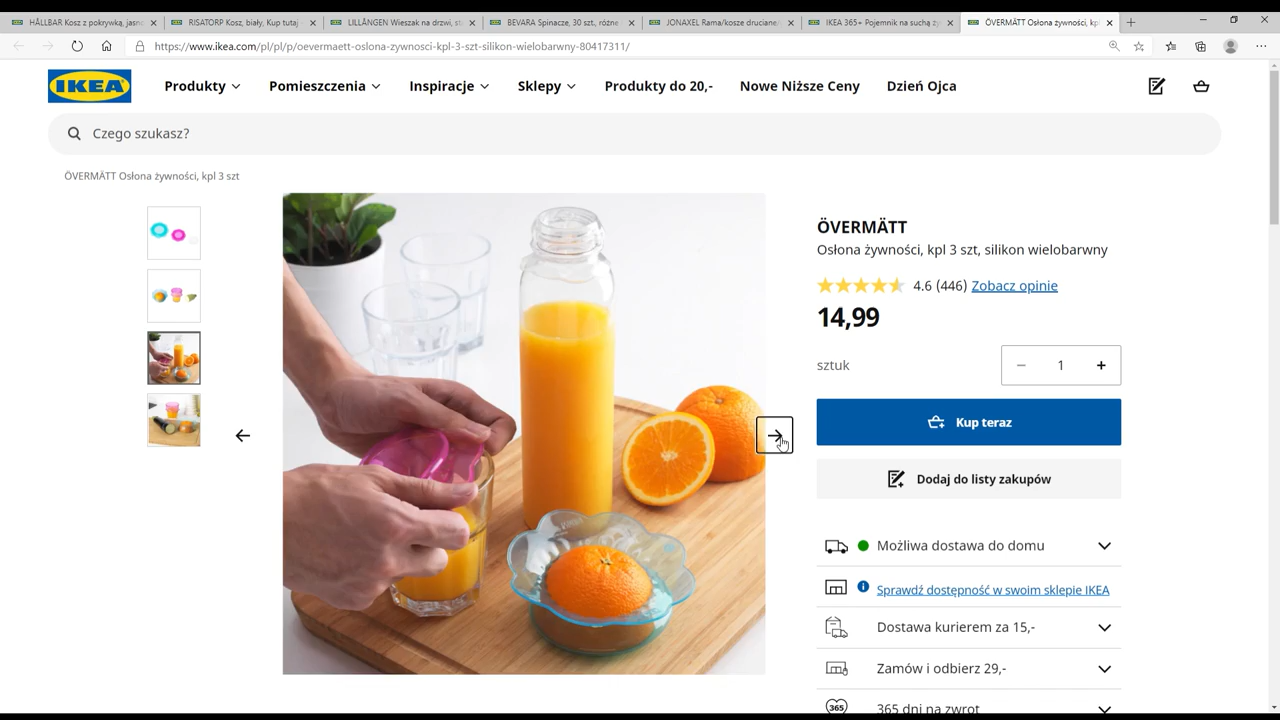 HÅLLBAR Kosz z pokrywką, jasno
RISATORP Kosz, biały, Kup tutaj
LILLÅNGEN Wieszak na drzwi, st
BEVARA Spinacze, 30 szt., różne
JONAXEL Rama/kosze druciane/
IKEA 365+ Pojemnik na suchą ży
ÖVERMÄTT Osłona żywności, kpl
https://www.ikea.com/pl/pl/p/oevermaett-oslona-zywnosci-kpl-3-szt-silikon-wielobarwny-80417311/
IKEA
Produkty
Pomieszczenia
Inspiracje
Sklepy
Produkty do 20,-
Nowe Niższe Ceny
Dzień Ojca
Czego szukasz?
ÖVERMÄTT Osłona żywności, kpl 3 szt
ÖVERMÄTT
Osłona żywności, kpl 3 szt, silikon wielobarwny
4.6 (446) Zobacz opinie
14,99
sztuk
1
Kup teraz
Dodaj do listy zakupów
Możliwa dostawa do domu
Sprawdź dostępność w swoim sklepie IKEA
Dostawa kurierem za 15,-
Zamów i odbierz 29,-
365 365 dni na zwrot